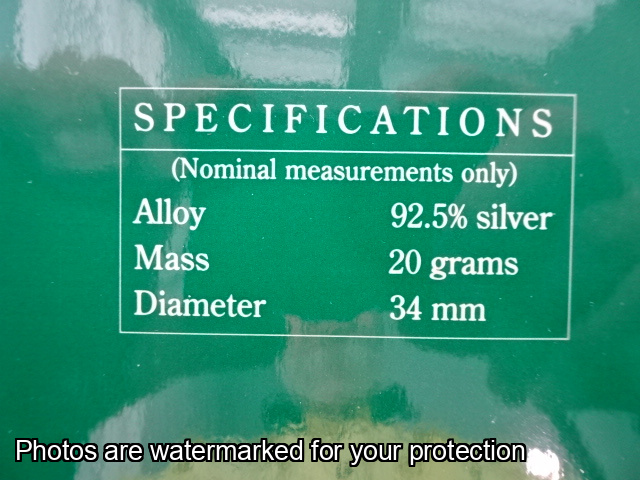 SPECIFICATIONS
(Nominal measurements only)
Alloy 92.5% silver
Mass 20 grams
Diameter 34 mm
Photos are watermarked for your protection